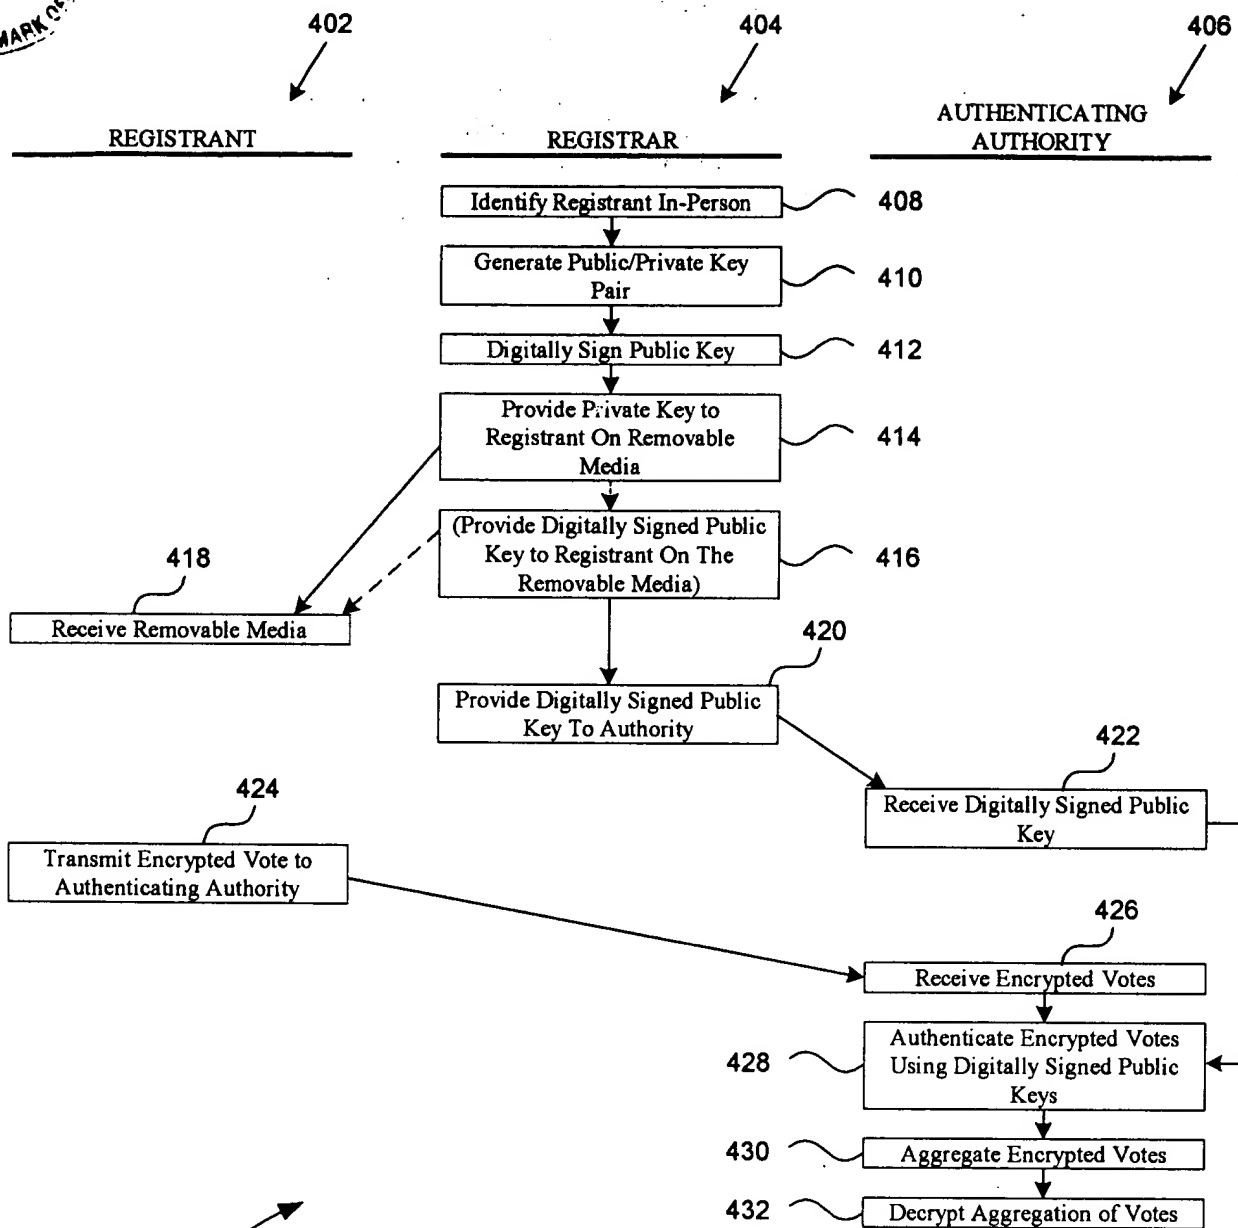 MARK OF
402
404
406
REGISTRANT
REGISTRAR
AUTHENTICATING
AUTHORITY
Identify Registrant In-Person
408
Generate Public/Private Key
Pair
410
Digitally Sign Public Key
412
Provide Private Key to
Registrant On Removable
Media
414
(Provide Digitally Signed Public
Key to Registrant On The
Removable Media)
416
418
Receive Removable Media
420
Provide Digitally Signed Public
Key To Authority
422
Receive Digitally Signed Public
Key
424
Transmit Encrypted Vote to
Authenticating Authority
426
Receive Encrypted Votes
428
Authenticate Encrypted Votes
Using Digitally Signed Public
Keys
430
Aggregate Encrypted Votes
432
Decrypt Aggregation of Votes